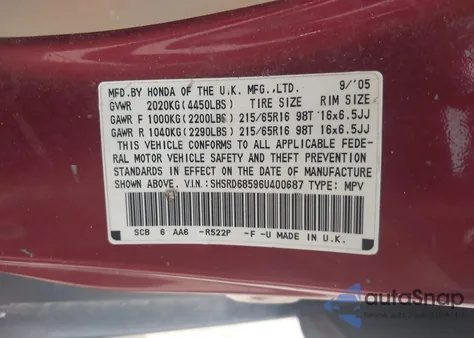 MFD.BY HONDA OF THE U.K. MFG.,LTD. 9/'05
GVWR 2020KG(4450LBS) TIRE SIZE RIM SIZE
GAWR F 1000KG(2200LBS) 215/65R16 98T 16x6.5JJ
GAWR R 1040KG(2290LBS) 215/65R16 98T 16x6.5JJ
THIS VEHICLE CONFORMS TO ALL APPLICABLE FEDE-
RAL MOTOR VEHICLE SAFETY AND THEFT PREVENTION
STANDARDS IN EFFECT ON THE DATE OF MANUFACTURE
SHOWN ABOVE. V.I.N.:SHSRD68596U400687 TYPE: MPV
SCB 6 AA6 -R522P -F -U MADE IN U.K.
autoSnap